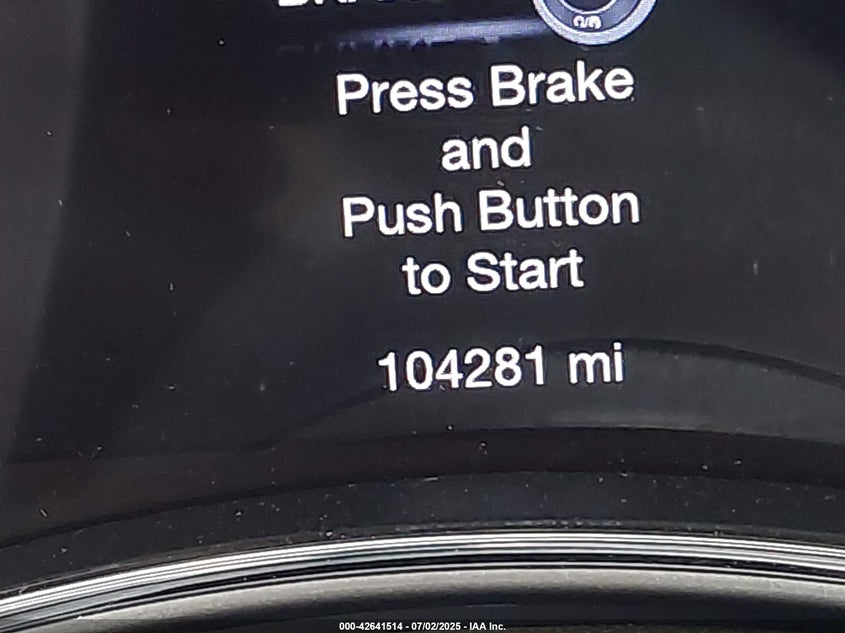 Press Brake
and
Push Button
to Start
104281 mi
000-42641514 - 07/02/2025 - IAA Inc.